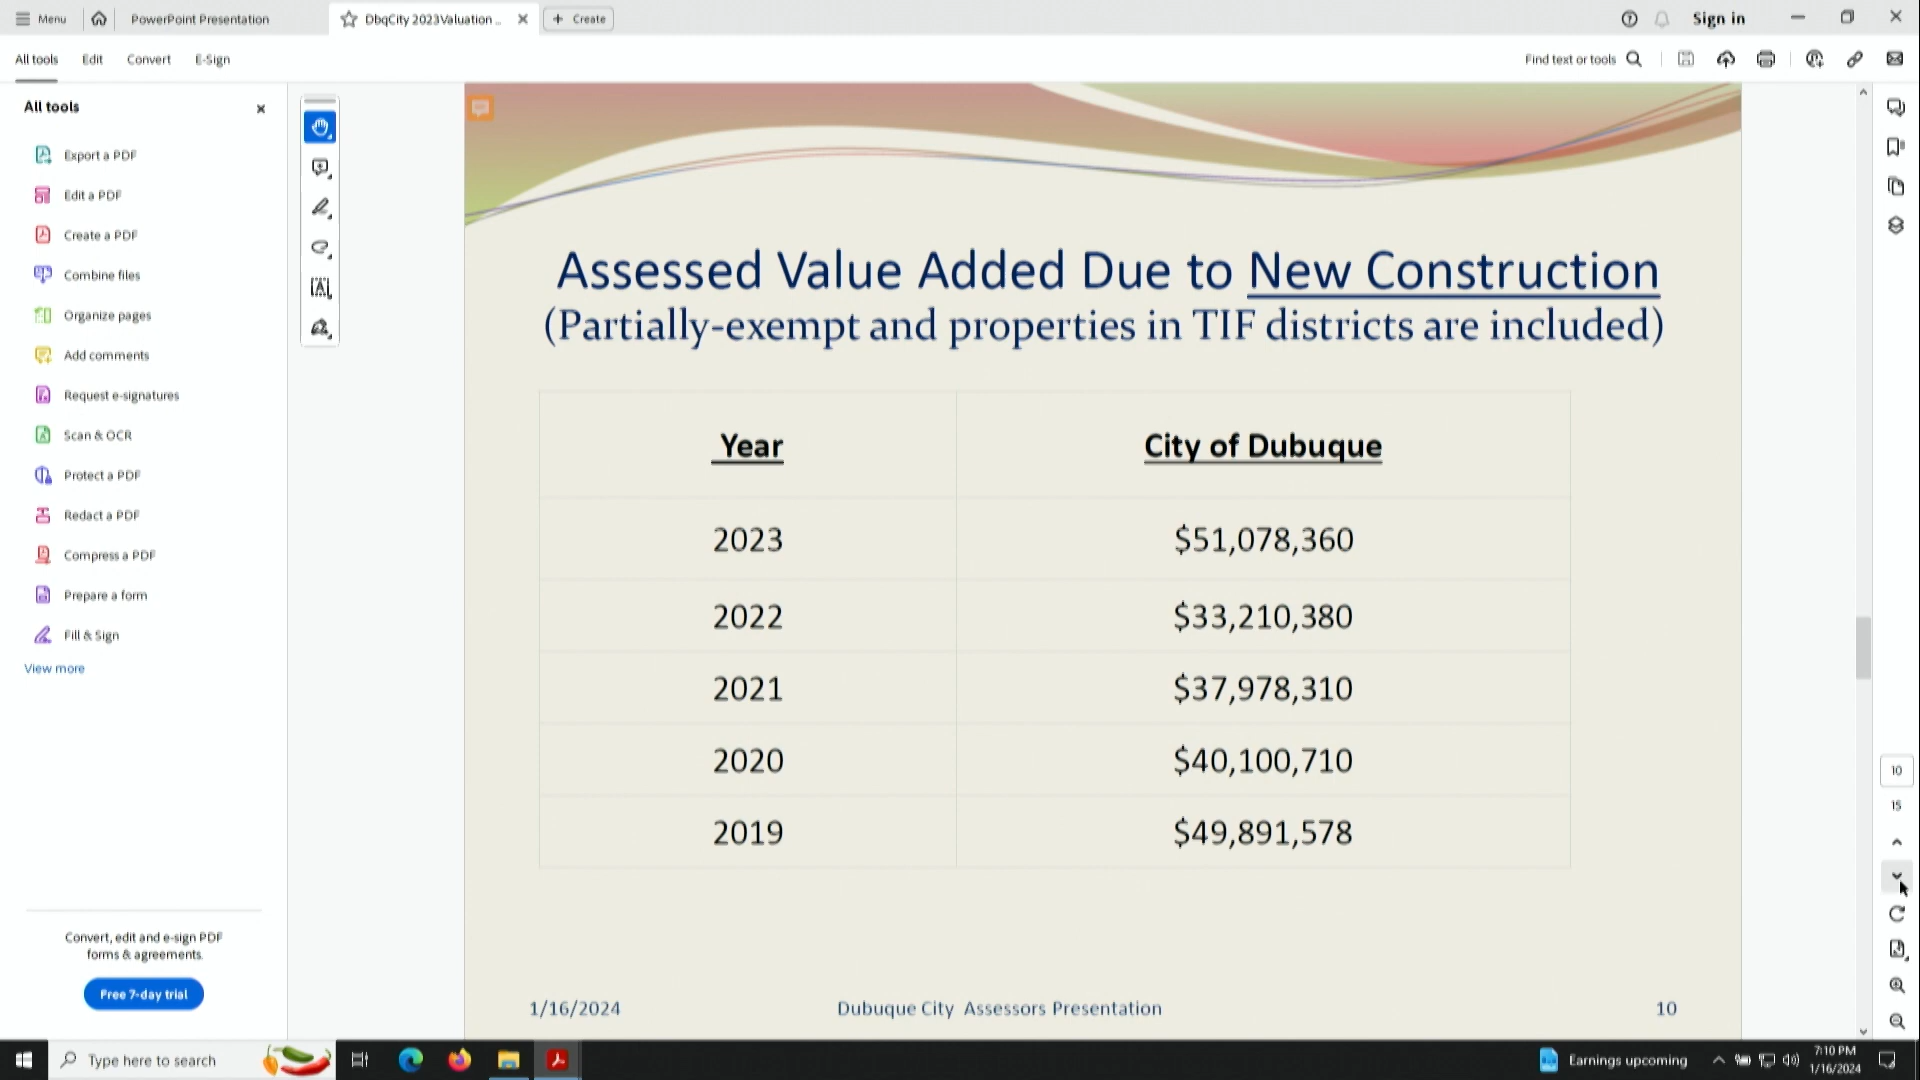 Menu
PowerPoint Presentation
DbqCity 2023Valuation ...
+ Create
Sign in
All tools
Edit
Convert
E-Sign
Find text or tools
All tools
Export a PDF
Edit a PDF
Create a PDF
Combine files
Organize pages
Add comments
Request e-signatures
Scan & OCR
Protect a PDF
Redact a PDF
Compress a PDF
Prepare a form
Fill & Sign
View more
Convert, edit and e-sign PDF
forms & agreements
Free 7-day trial
Assessed Value Added Due to New Construction
(Partially-exempt and properties in TIF districts are included)
Year City of Dubuque
2023 $51,078,360
2022 $33,210,380
2021 $37,978,310
2020 $40,100,710
2019 $49,891,578
1/16/2024 Dubuque City Assessors Presentation 10
10
15
Type here to search
Earnings upcoming
7:10 PM
1/16/2024